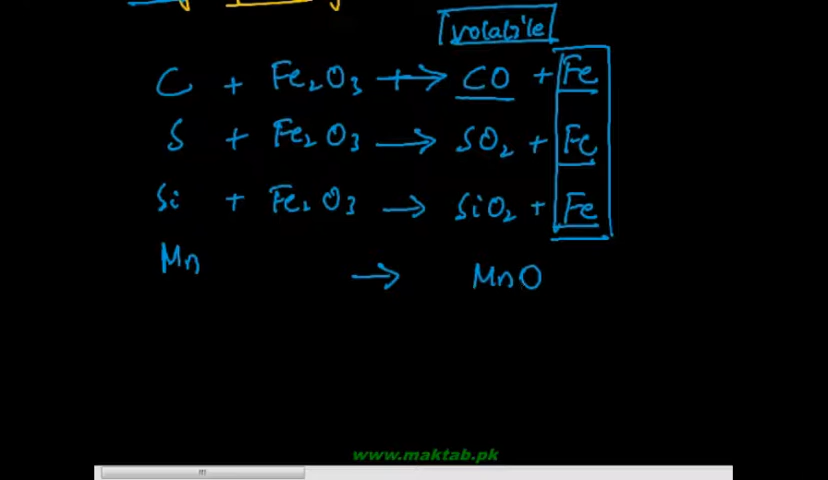 volatile
C + Fe₂O₃ → CO + Fe
S + Fe₂O₃ → SO₂ + Fe
Si + Fe₂O₃ → SiO₂ + Fe
Mn → MnO
www.maktab.pk